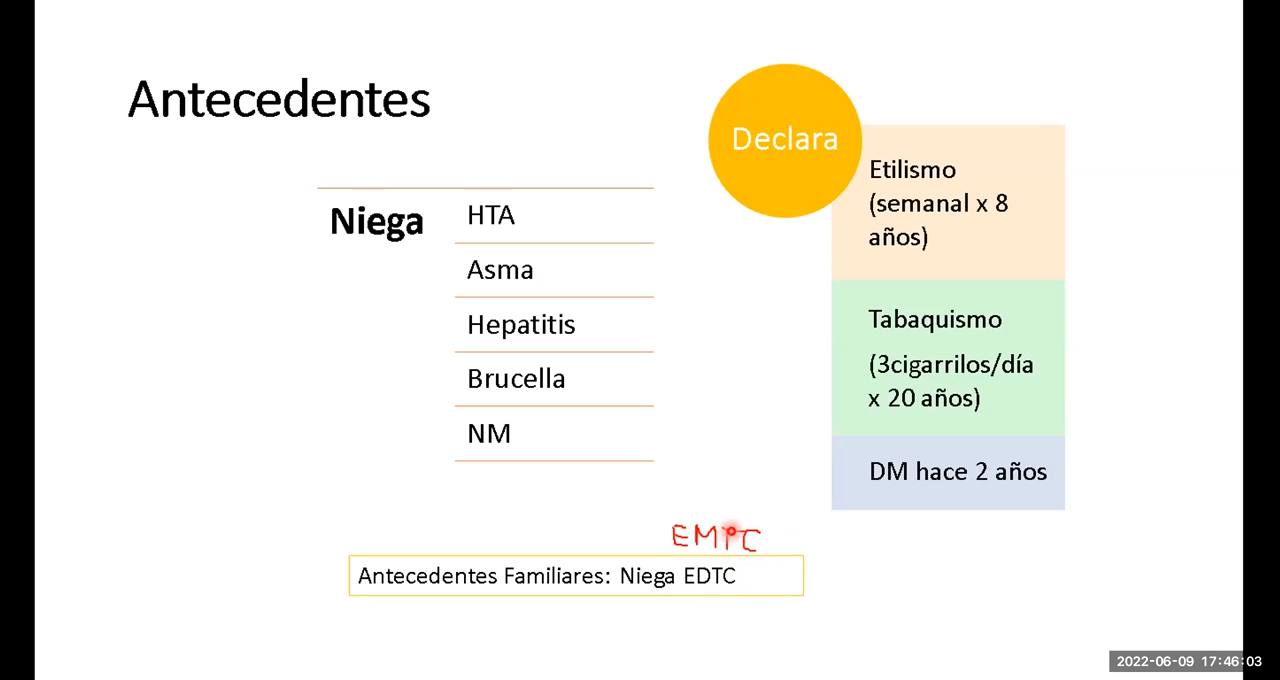 Antecedentes
Declara
Niega
HTA
Asma
Hepatitis
Brucella
NM
Etilismo
(semanal x 8
años)
Tabaquismo
(3cigarrilos/día
x 20 años)
DM hace 2 años
EMTC
Antecedentes Familiares: Niega EDTC
2022-06-09 17:46:03